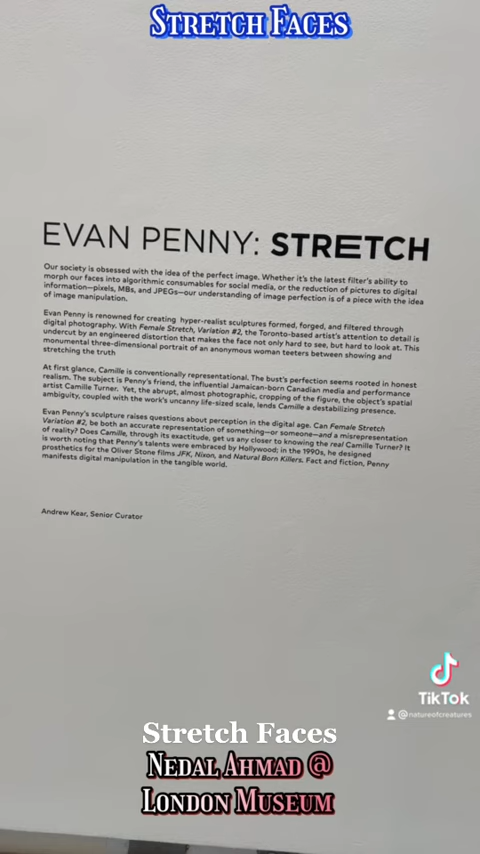 STRETCH FACES
EVAN PENNY: STRETCH
Our society is obsessed with the idea of the perfect image. Whether it's the latest filter's ability to
morph our faces into algorithmic consumables for social media, or the reduction of pictures to digital
information—pixels, MBs, and JPEGs—our understanding of image perfection is of a piece with the idea
of image manipulation.
Evan Penny is renowned for creating hyper-realist sculptures formed, forged, and filtered through
digital photography. With Female Stretch, Variation #2, the Toronto-based artist's attention to detail is
undercut by an engineered distortion that makes the face not only hard to see, but hard to look at. This
monumental three-dimensional portrait of an anonymous woman teeters between showing and
stretching the truth
At first glance, Camille is conventionally representational. The bust's perfection seems rooted in honest
realism. The subject is Penny's friend, the influential Jamaican-born Canadian media and performance
artist Camille Turner. Yet, the abrupt, almost photographic, cropping of the figure, the object's spatial
ambiguity, coupled with the work's uncanny life-sized scale, lends Camille a destabilizing presence.
Evan Penny's sculpture raises questions about perception in the digital age. Can Female Stretch
Variation #2, be both an accurate representation of something—or someone—and a misrepresentation
of reality? Does Camille, through its exactitude, get us any closer to knowing the real Camille Turner? It
is worth noting that Penny's talents were embraced by Hollywood; in the 1990s, he designed
prosthetics for the Oliver Stone films JFK, Nixon, and Natural Born Killers. Fact and fiction, Penny
manifests digital manipulation in the tangible world.
Andrew Kear, Senior Curator
TikTok
@natureofcreatures
Stretch Faces
NEDAL AHMAD @
LONDON MUSEUM